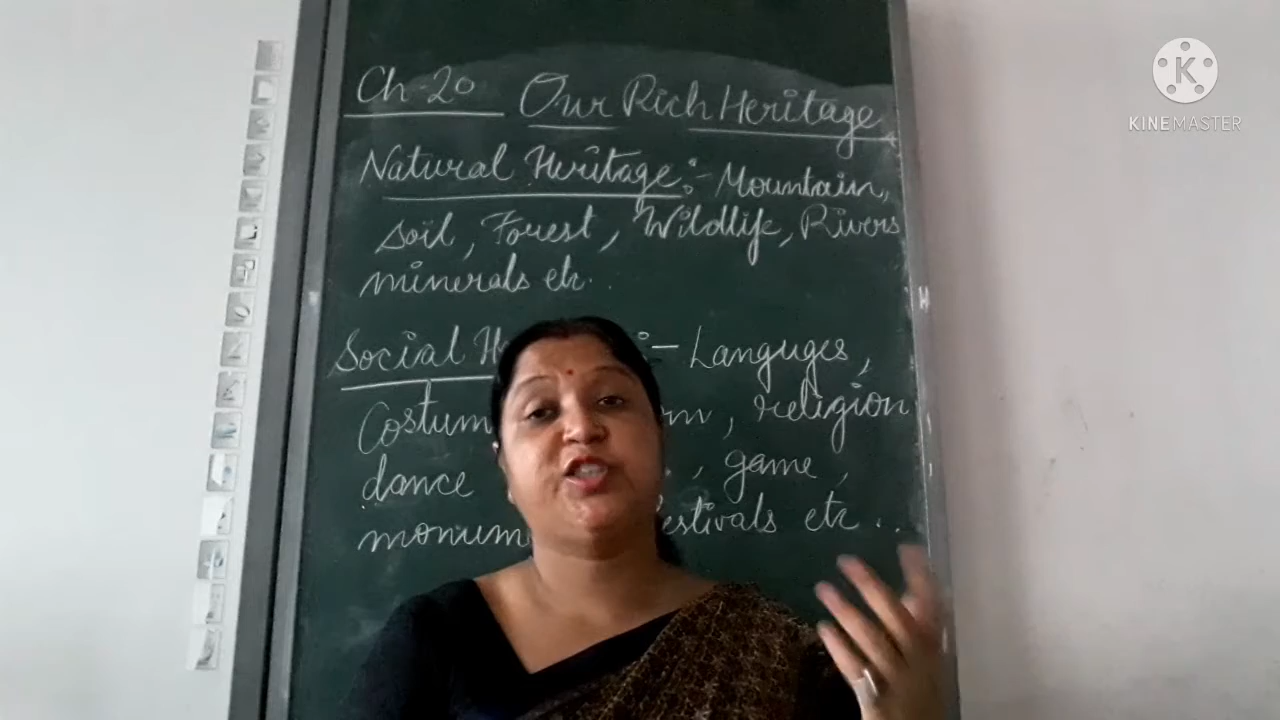 Ch-20 Our Rich Heritage
Natural Heritage:- Mountain,
soil, Forest, Wildlife, Rivers
minerals etc..
Social :- Languges,
religion
dance , game,
etc...
KINEMASTER